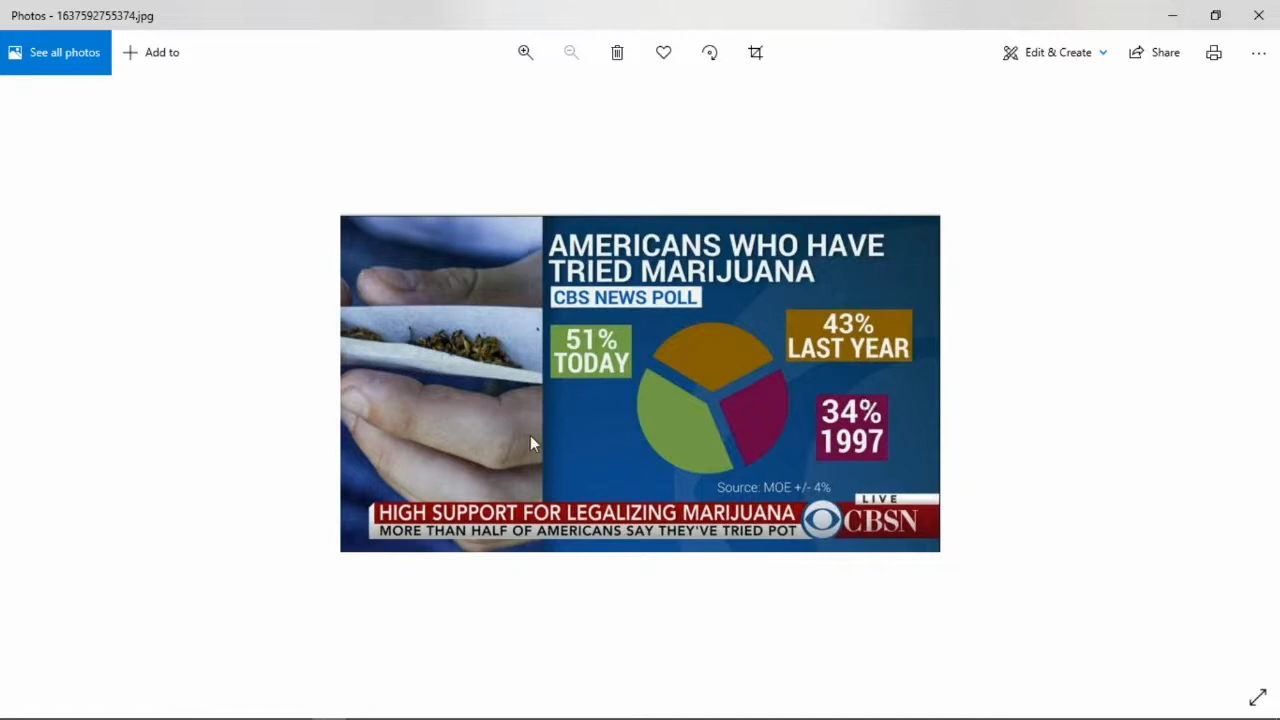 Photos - 1637592755374.jpg
See all photos
Add to
Edit & Create
Share
AMERICANS WHO HAVE
TRIED MARIJUANA
CBS NEWS POLL
51%
TODAY
43%
LAST YEAR
34%
1997
Source: MOE +/- 4%
LIVE
HIGH SUPPORT FOR LEGALIZING MARIJUANA
MORE THAN HALF OF AMERICANS SAY THEY'VE TRIED POT
CBSN